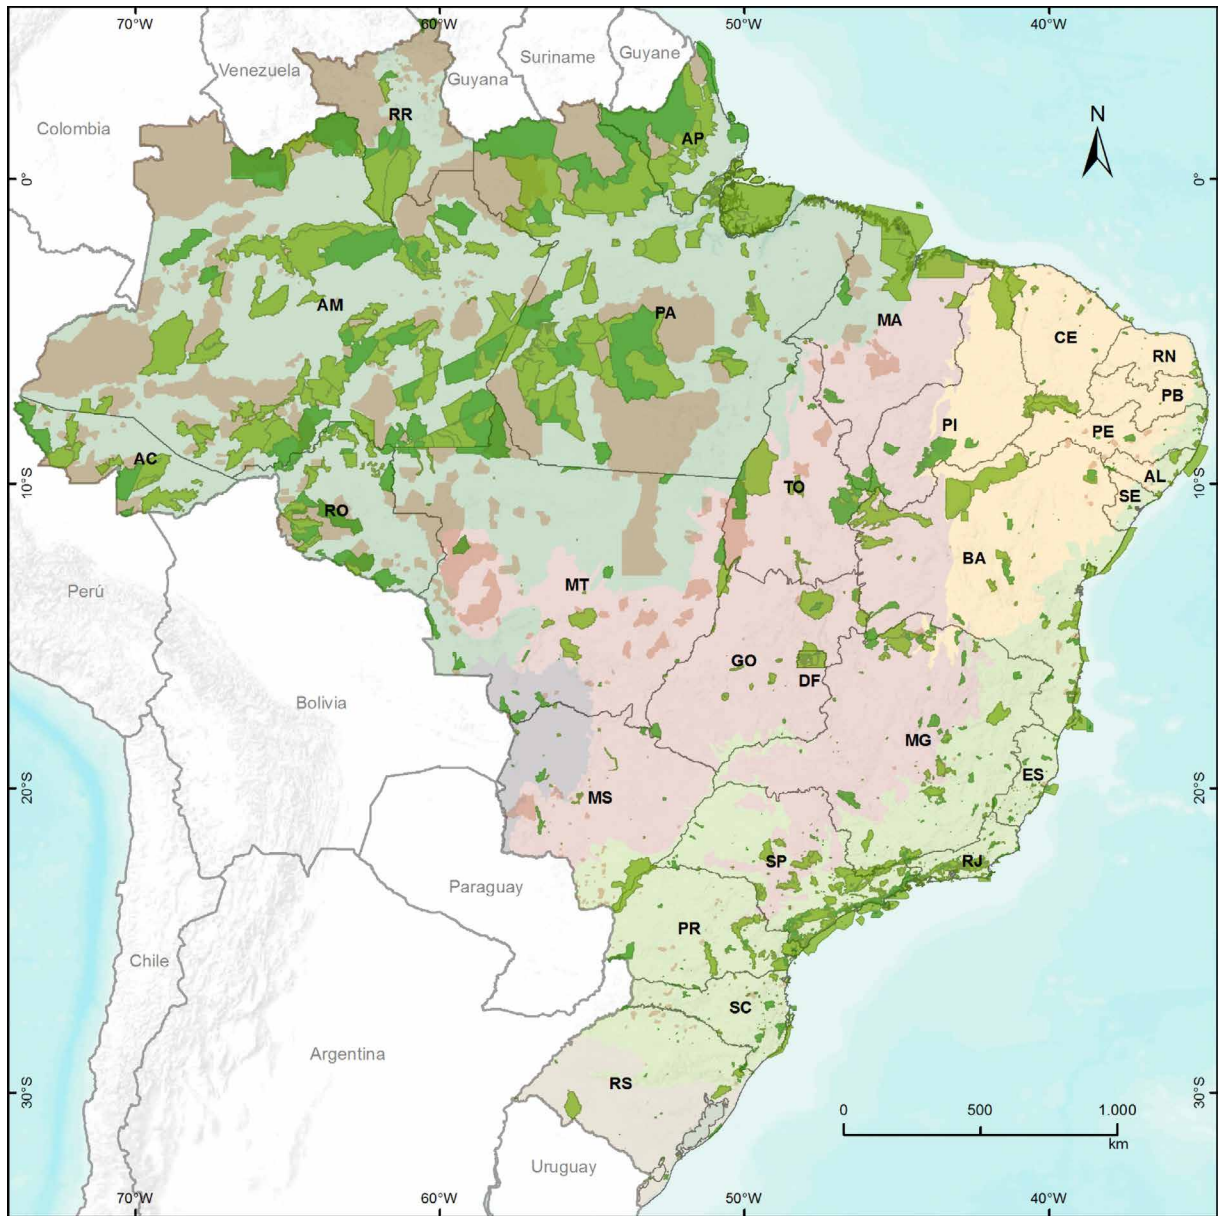 70°W 60°W 50°W 40°W
Suriname Guyane
Venezuela Guyana
N
RR
Colombia
AP
0° 0°
AM PA MA
CE
RN
PB
PI
PE
AC
AL
TO
10°S 10°S
SE
RO
BA
MT
Perú
GO
DF
Bolivia
MG
ES
20°S 20°S
MS
SP RJ
Paraguay
PR
Chile
SC
Argentina
RS
30°S 30°S
0 500 1.000
km
Uruguay
70°W 60°W 50°W 40°W